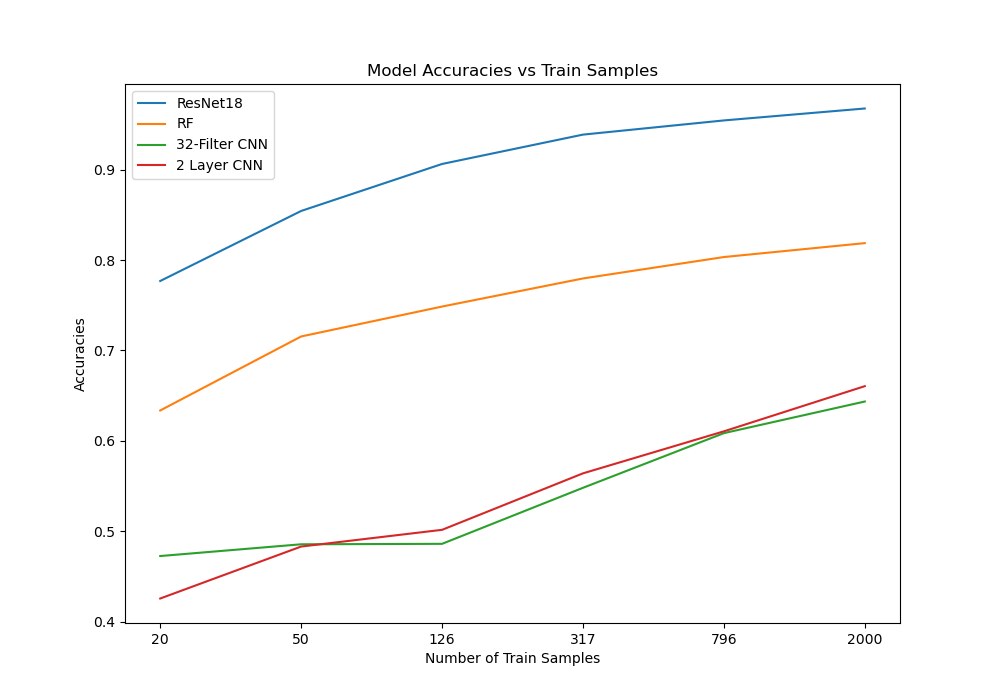 Model Accuracies vs Train Samples
ResNet18
RF
32-Filter CNN
2 Layer CNN
Accuracies
0.9
0.8
0.7
0.6
0.5
0.4
20 50 126 317 796 2000
Number of Train Samples